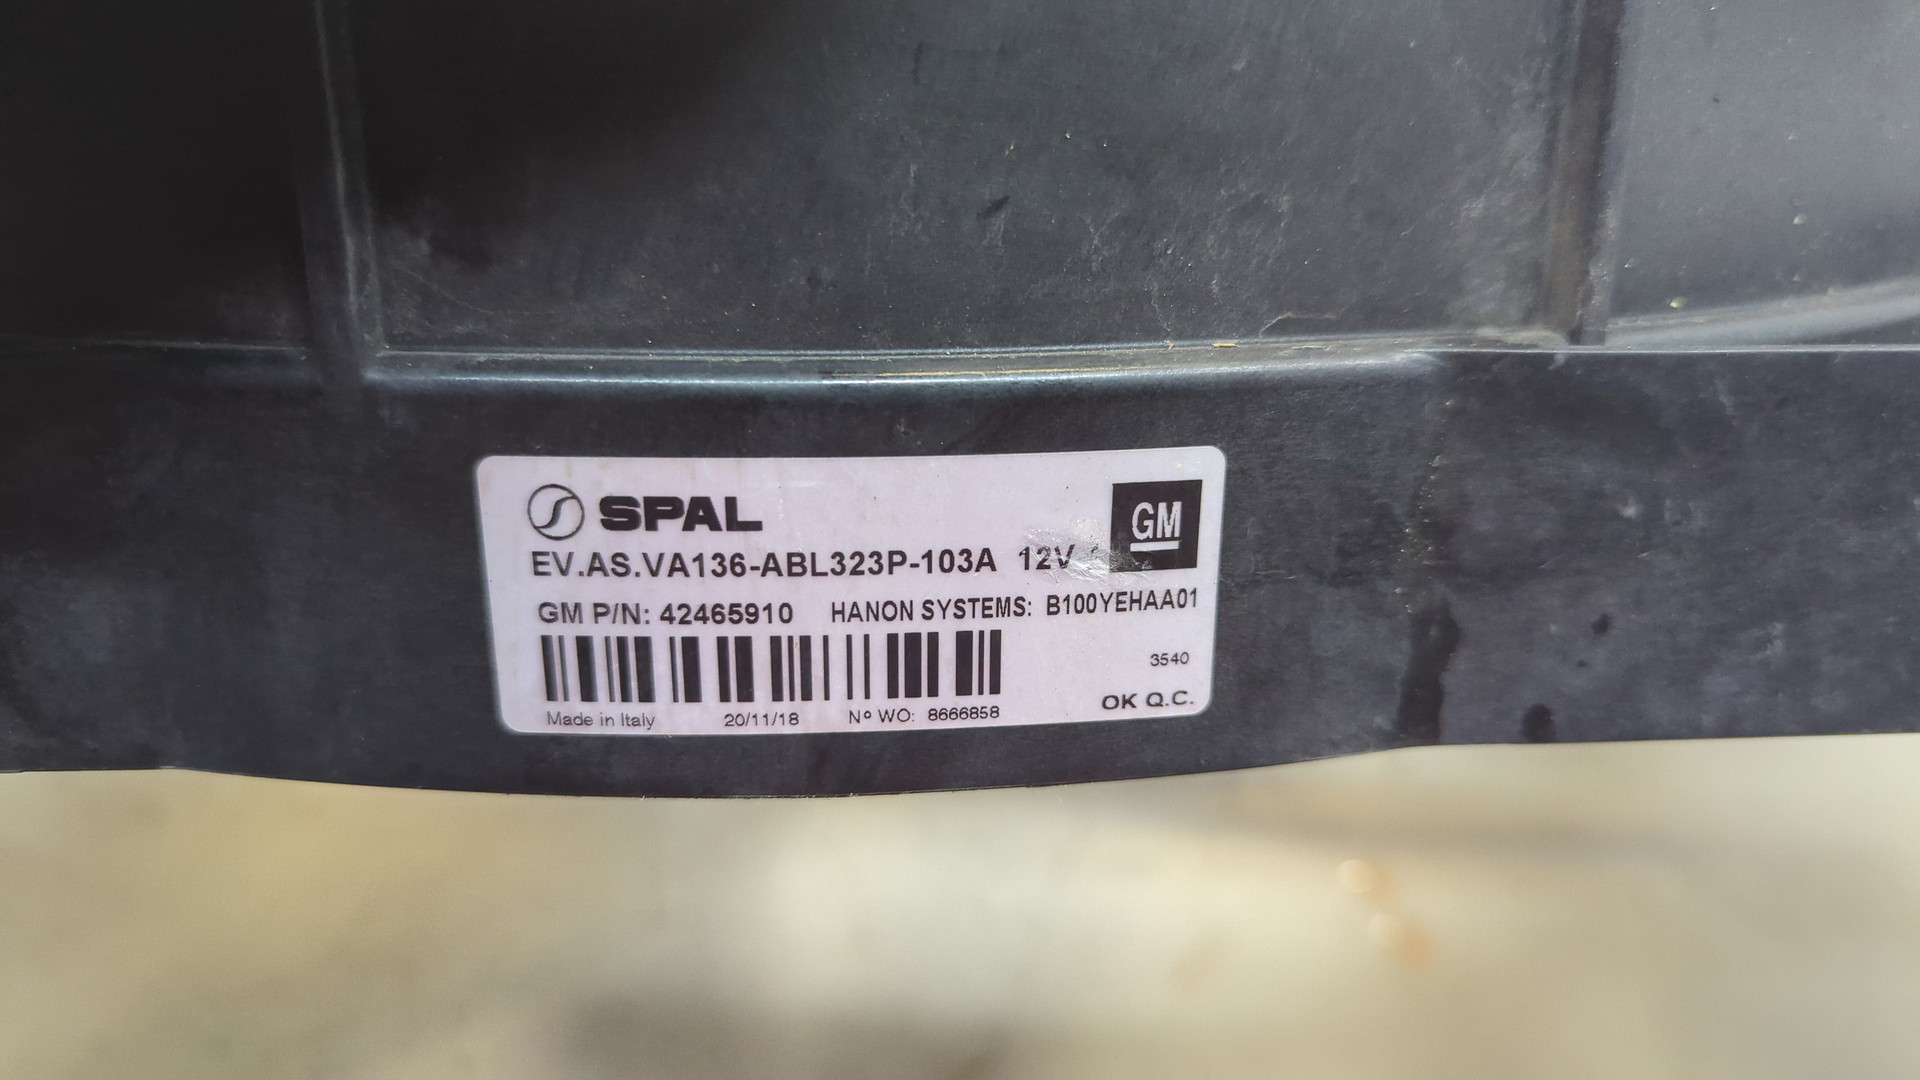 SPAL
GM
EV.AS.VA136-ABL323P-103A 12V
GM P/N: 42465910 HANON SYSTEMS: B100YEHAA01
3540
Made in Italy 20/11/18 Nº WO: 8666858 OK Q.C.